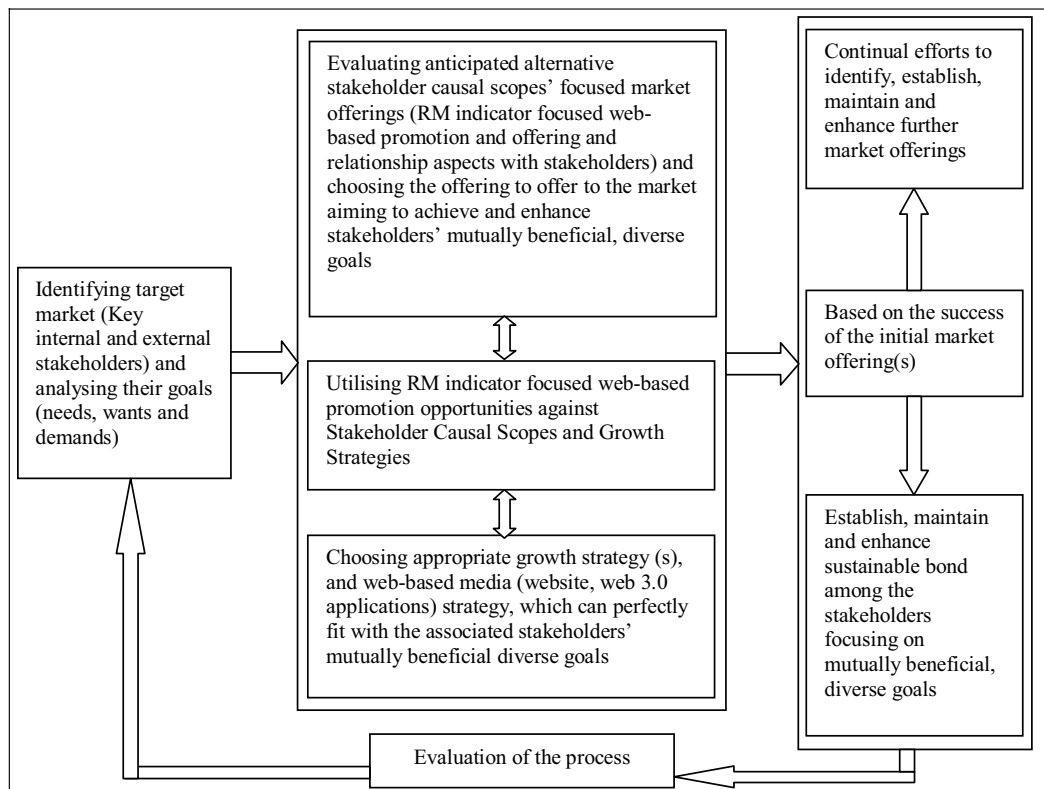 Identifying target
market (Key
internal and external
stakeholders) and
analysing their goals
(needs, wants and
demands)
Evaluating anticipated alternative
stakeholder causal scopes’ focused market
offerings (RM indicator focused web-
based promotion and offering and
relationship aspects with stakeholders) and
choosing the offering to offer to the market
aiming to achieve and enhance
stakeholders’ mutually beneficial, diverse
goals
Utilising RM indicator focused web-based
promotion opportunities against
Stakeholder Causal Scopes and Growth
Strategies
Choosing appropriate growth strategy (s),
and web-based media (website, web 3.0
applications) strategy, which can perfectly
fit with the associated stakeholders’
mutually beneficial diverse goals
Continual efforts to
identify, establish,
maintain and
enhance further
market offerings
Based on the success
of the initial market
offering(s)
Establish, maintain
and enhance
sustainable bond
among the
stakeholders
focusing on
mutually beneficial,
diverse goals
Evaluation of the process